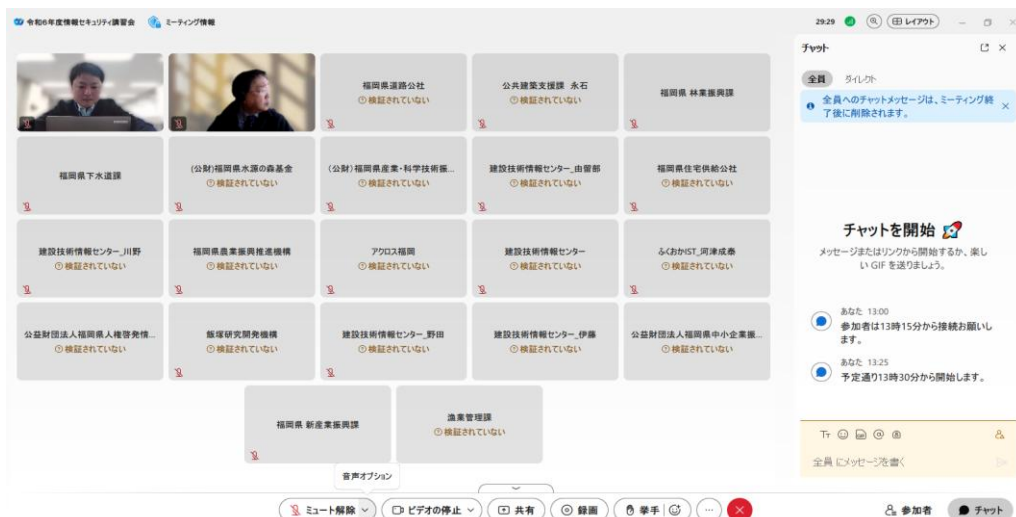 令和6年度情報セキュリティ講習会
ミーティング情報
29:29
レイアウト
福岡県道路公社
検証されていない
公共建築支援課 永石
検証されていない
福岡県 林業振興課
福岡県下水道課
(公財)福岡県水源の森基金
検証されていない
(公財)福岡県産業・科学技術振...
検証されていない
建設技術情報センター_由留部
検証されていない
福岡県住宅供給公社
検証されていない
建設技術情報センター_川野
検証されていない
福岡県農業振興推進機構
検証されていない
アクロス福岡
検証されていない
建設技術情報センター
検証されていない
ふくおかIST_河津成泰
検証されていない
公益財団法人福岡県人権啓発情...
検証されていない
飯塚研究開発機構
検証されていない
建設技術情報センター_野田
検証されていない
建設技術情報センター_伊藤
検証されていない
公益財団法人福岡県中小企業振...
検証されていない
福岡県 新産業振興課
漁業管理課
検証されていない
音声オプション
ミュート解除
ビデオの停止
共有
録画
挙手
参加者
チャット
チャット
全員
ダイレクト
全員へのチャットメッセージは、ミーティング終
了後に削除されます。
チャットを開始
メッセージまたはリンクから開始するか、楽し
い GIF を送りましょう。
あなた 13:00
参加者は13時15分から接続お願いし
ます。
あなた 13:25
予定通り13時30分から開始します。
全員 にメッセージを書く